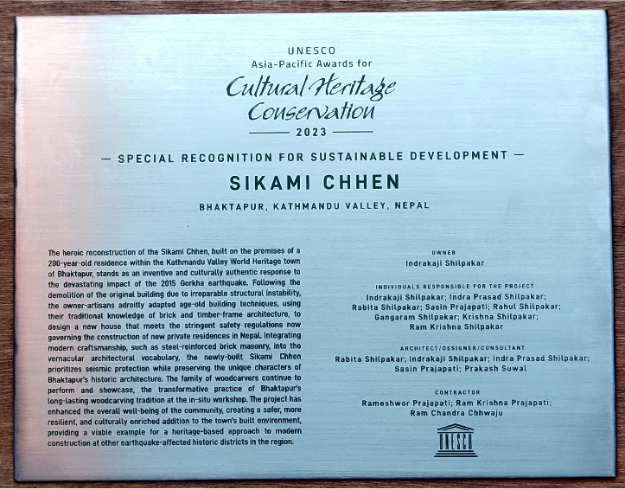 UNESCO
Asia-Pacific Awards for
Cultural Heritage
Conservation
2023
— SPECIAL RECOGNITION FOR SUSTAINABLE DEVELOPMENT —
SIKAMI CHHEN
BHAKTAPUR, KATHMANDU VALLEY, NEPAL
The heroic reconstruction of the Sikami Chhen, built on the premises of a
200-year-old residence within the Kathmandu Valley World Heritage town
of Bhaktapur, stands as an inventive and culturally authentic response to
the devastating impact of the 2015 Gorkha earthquake. Following the
demolition of the original building due to irreparable structural instability,
the owner-artisans adroitly adapted age-old building techniques, using
their traditional knowledge of brick and timber-frame architecture, to
design a new house that meets the stringent safety regulations now
governing the construction of new private residences in Nepal. Integrating
modern craftsmanship, such as steel-reinforced brick masonry, into the
vernacular architectural vocabulary, the newly-built Sikami Chhen
prioritizes seismic protection while preserving the unique characters of
Bhaktapur's historic architecture. The family of woodcarvers continue to
perform and showcase, the transformative practice of Bhaktapur's
long-lasting woodcarving tradition at the in-situ workshop. The project has
enhanced the overall well-being of the community, creating a safer, more
resilient, and culturally enriched addition to the town's built environment,
providing a viable example for a heritage-based approach to modern
construction at other earthquake-affected historic districts in the region.
OWNER
Indrakaji Shilpakar
INDIVIDUALS RESPONSIBLE FOR THE PROJECT
Indrakaji Shilpakar; Indra Prasad Shilpakar;
Rabita Shilpakar; Sasin Prajapati; Rahul Shilpakar;
Gangaram Shilpakar; Krishna Shilpakar;
Ram Krishna Shilpakar
ARCHITECT/DESIGNER/CONSULTANT
Rabita Shilpakar; Indrakaji Shilpakar; Indra Prasad Shilpakar;
Sasin Prajapati; Prakash Suwal
CONTRACTOR
Rameshwor Prajapati; Ram Krishna Prajapati;
Ram Chandra Chhwaju
UNESCO